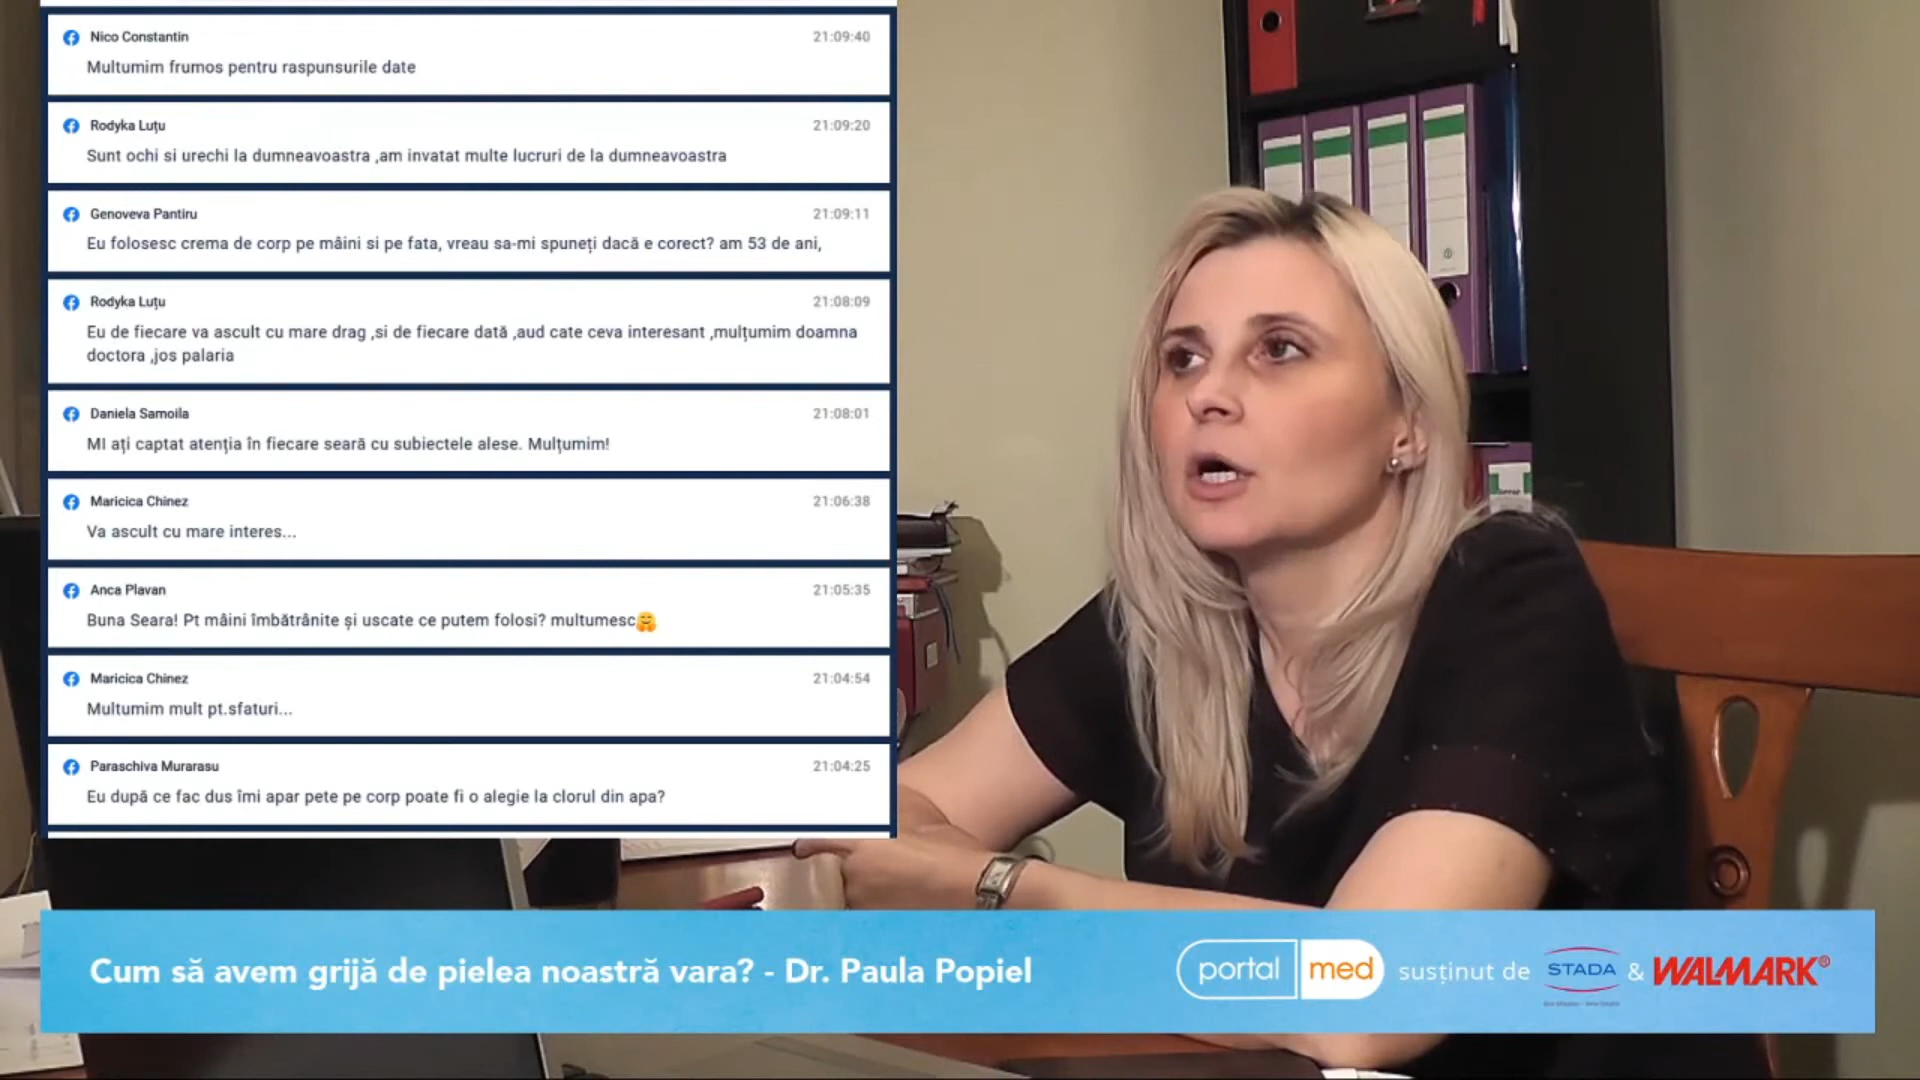 Nico Constantin 21:09:40
Multumim frumos pentru raspunsurile date
Rodyka Luțu 21:09:20
Sunt ochi si urechi la dumneavoastra ,am invatat multe lucruri de la dumneavoastra
Genoveva Pantiru 21:09:11
Eu folosesc crema de corp pe mâini si pe fata, vreau sa-mi spuneți dacă e corect? am 53 de ani,
Rodyka Luțu 21:08:09
Eu de fiecare va ascult cu mare drag ,si de fiecare dată ,aud cate ceva interesant ,mulțumim doamna
doctora ,jos palaria
Daniela Samoila 21:08:01
MI ați captat atenția în fiecare seară cu subiectele alese. Mulțumim!
Maricica Chinez 21:06:38
Va ascult cu mare interes...
Anca Plavan 21:05:35
Buna Seara! Pt mâini îmbătrânite și uscate ce putem folosi? multumesc🤗
Maricica Chinez 21:04:54
Multumim mult pt.sfaturi...
Paraschiva Murarasu 21:04:25
Eu după ce fac dus îmi apar pete pe corp poate fi o alegie la clorul din apa?
Cum să avem grijă de pielea noastră vara? - Dr. Paula Popiel
portal med susținut de STADA & WALMARK®